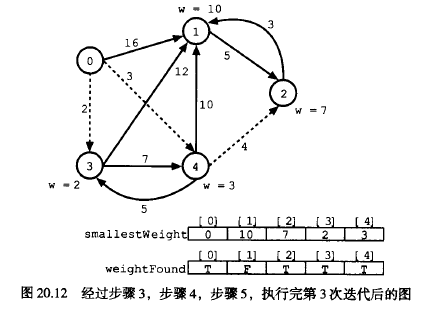 w = 10
1
3
16
5
0
12
3
2
w = 7
2
10
4
3
7
4
w = 2
w = 3
5
[0] [1] [2] [3] [4]
smallestWeight 0 10 7 2 3
[0] [1] [2] [3] [4]
weightFound T F T T T
图 20.12 经过步骤3，步骤4，步骤5，执行完第3次迭代后的图